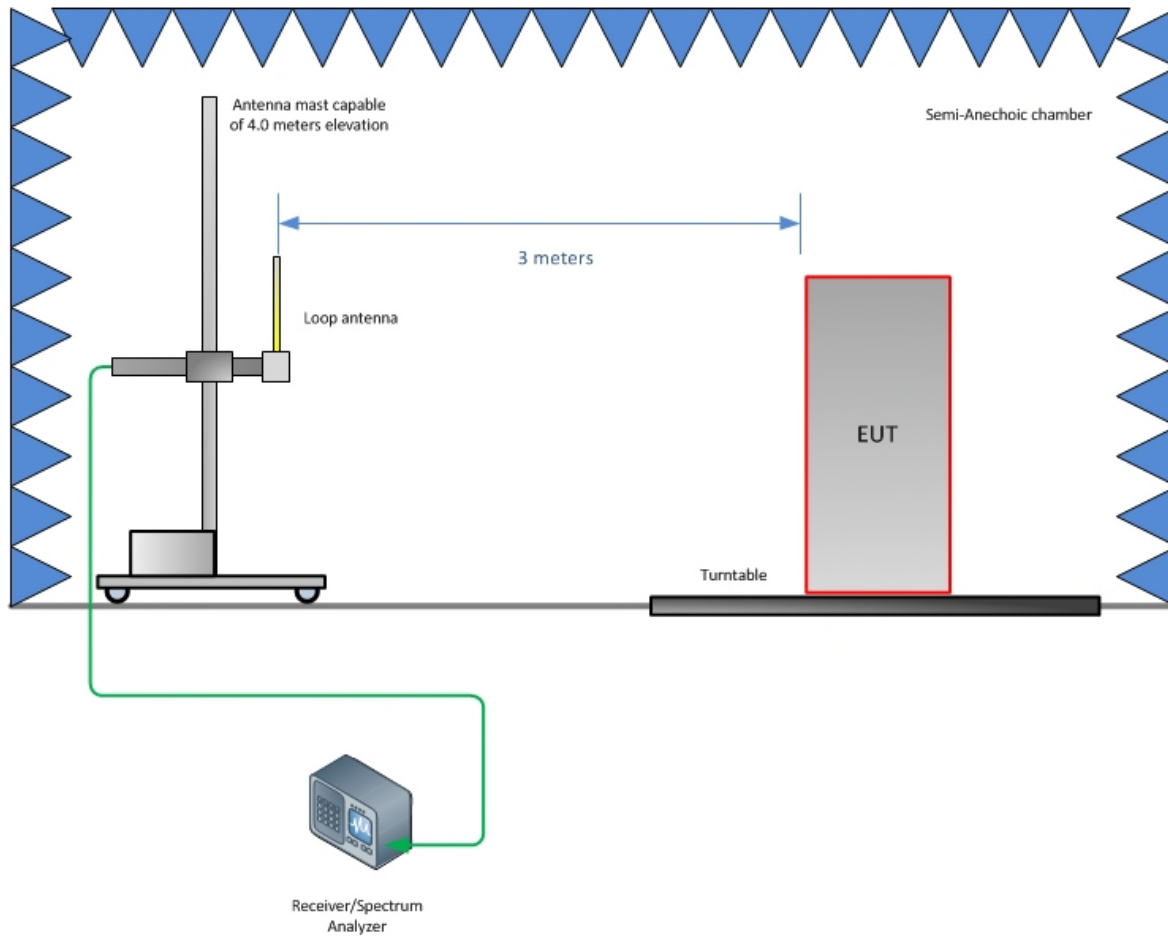 Antenna mast capable
of 4.0 meters elevation
Semi-Anechoic chamber
3 meters
Loop antenna
EUT
Turntable
Receiver/Spectrum
Analyzer